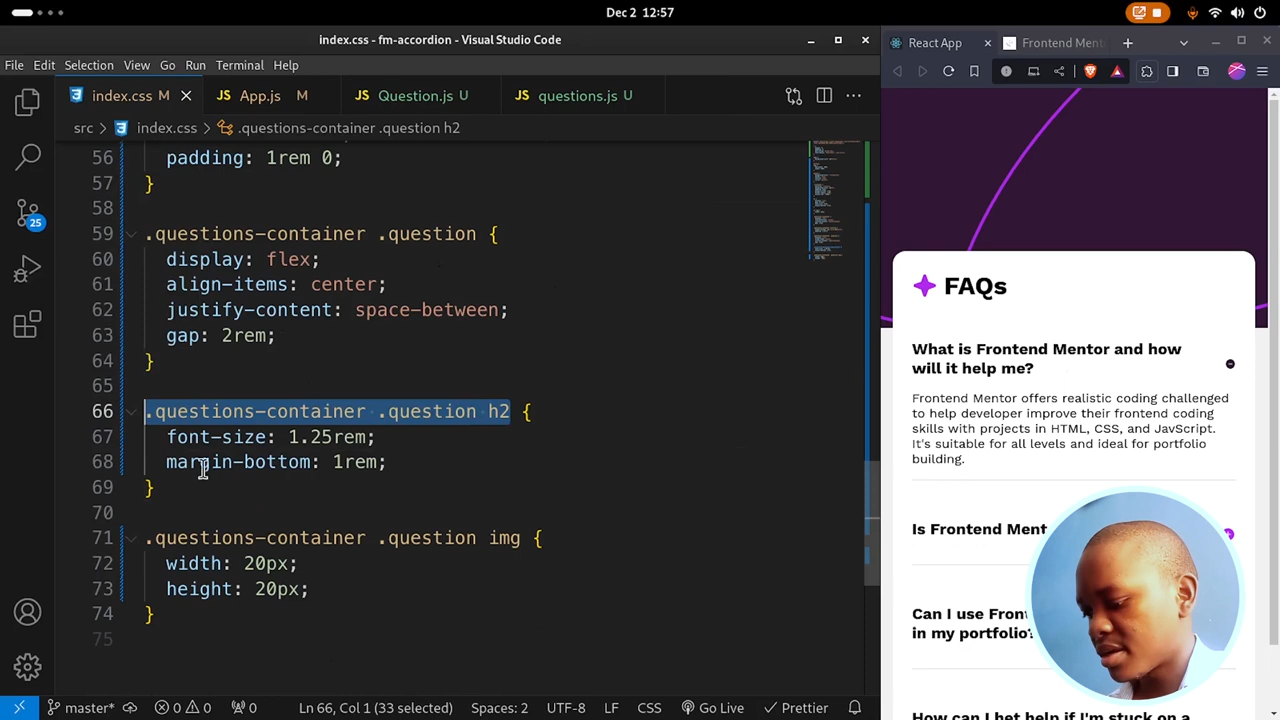 Dec 2 12:57
index.css - fm-accordion - Visual Studio Code
File Edit Selection View Go Run Terminal Help
index.css M App.js M Question.js U questions.js U
src > index.css > .questions-container .question h2
56 padding: 1rem 0;
57 }
58
59 .questions-container .question {
60 display: flex;
61 align-items: center;
62 justify-content: space-between;
63 gap: 2rem;
64 }
65
66 .questions-container .question h2 {
67 font-size: 1.25rem;
68 margin-bottom: 1rem;
69 }
70
71 .questions-container .question img {
72 width: 20px;
73 height: 20px;
74 }
75
25
master* 0 0 0 Ln 66, Col 1 (33 selected) Spaces: 2 UTF-8 LF CSS Go Live Prettier
React App Frontend Ment
FAQs
What is Frontend Mentor and how
will it help me?
Frontend Mentor offers realistic coding challenged
to help developer improve their frontend coding
skills with projects in HTML, CSS, and JavScript.
It's suitable for all levels and ideal for portfolio
building.
Is Frontend Ment
Can I use Front
in my portfolio?
How can I het help if I'm stuck on a